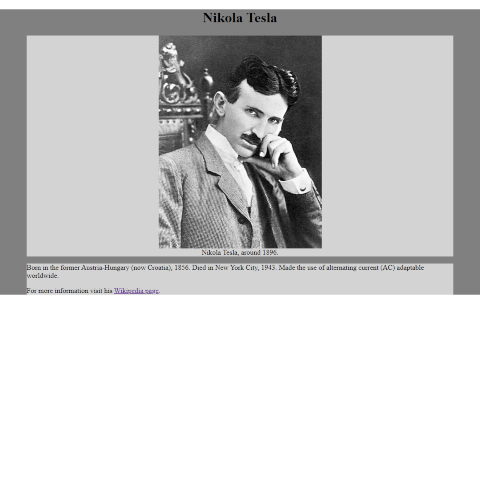 Nikola Tesla
Nikola Tesla, around 1896.
Born in the former Austria-Hungary (now Croatia), 1856. Died in New York City, 1943. Made the use of alternating current (AC) adaptable
worldwide.
For more information visit his Wikipedia page.